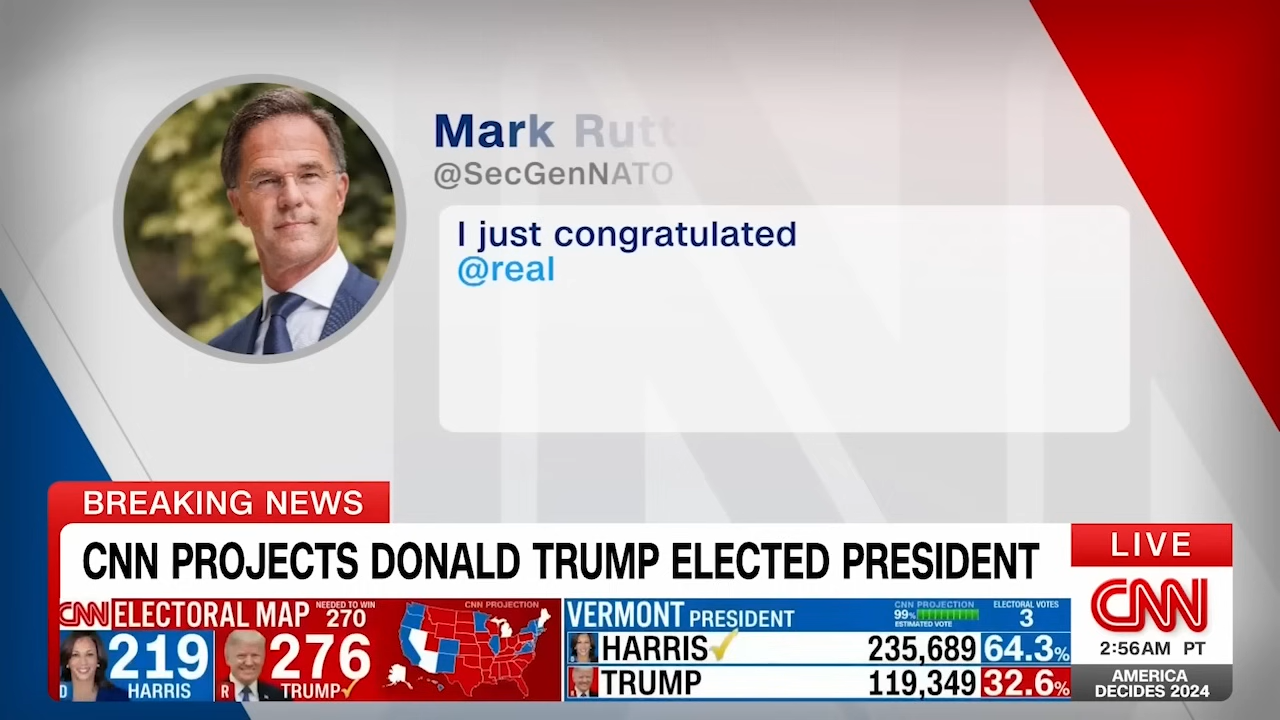 Mark Rutte
@SecGenNATO
I just congratulated
@real
BREAKING NEWS
CNN PROJECTS DONALD TRUMP ELECTED PRESIDENT
LIVE
CNN
2:56AM PT
AMERICA
DECIDES 2024
CNN ELECTORAL MAP NEEDED TO WIN 270
CNN PROJECTION
D 219 HARRIS
R 276 TRUMP
VERMONT PRESIDENT
CNN PROJECTION
99%
ESTIMATED VOTE
ELECTORAL VOTES
3
D HARRIS 235,689 64.3%
R TRUMP 119,349 32.6%